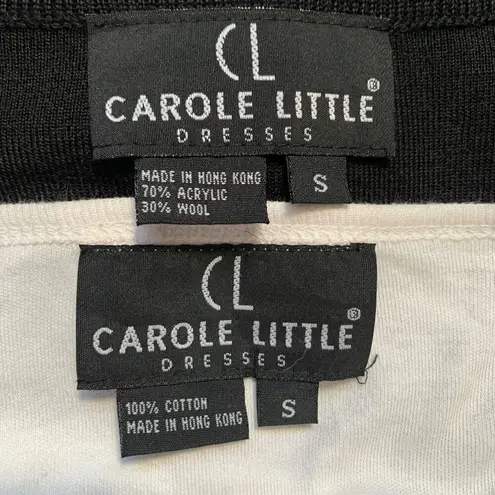 CL
CAROLE LITTLE®
DRESSES
MADE IN HONG KONG
70% ACRYLIC
30% WOOL
S
CL
CAROLE LITTLE®
DRESSES
100% COTTON
MADE IN HONG KONG
S